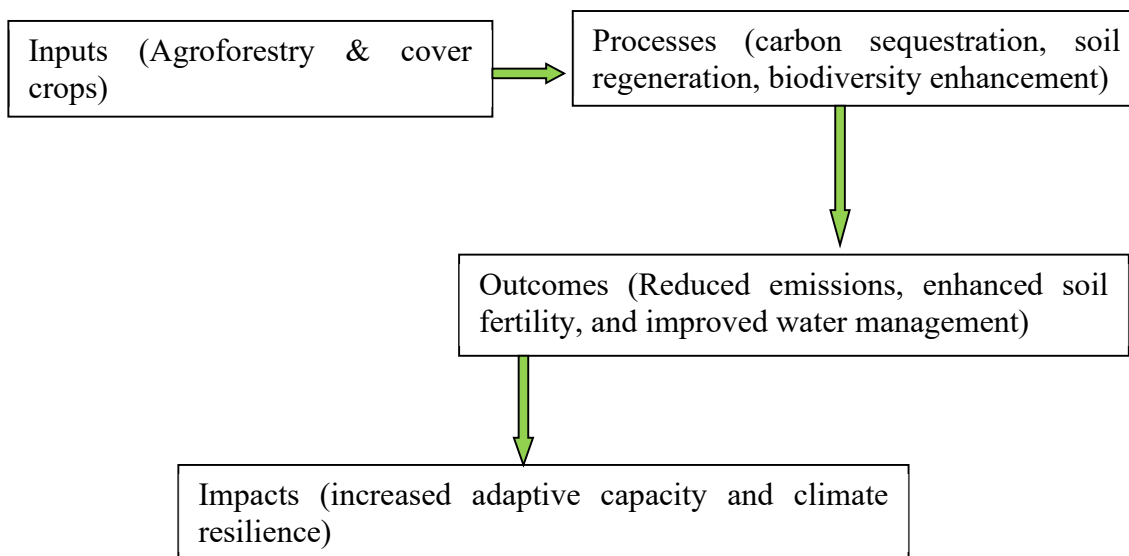 Inputs (Agroforestry & cover
crops)
Processes (carbon sequestration, soil
regeneration, biodiversity enhancement)
Outcomes (Reduced emissions, enhanced soil
fertility, and improved water management)
Impacts (increased adaptive capacity and climate
resilience)